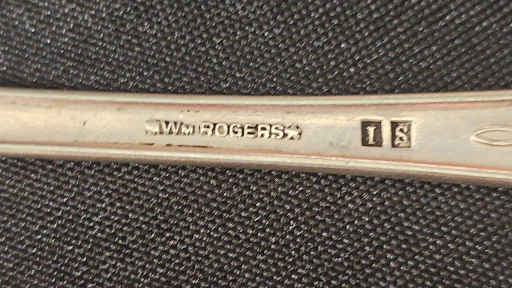 ★WM ROGERS★ I S